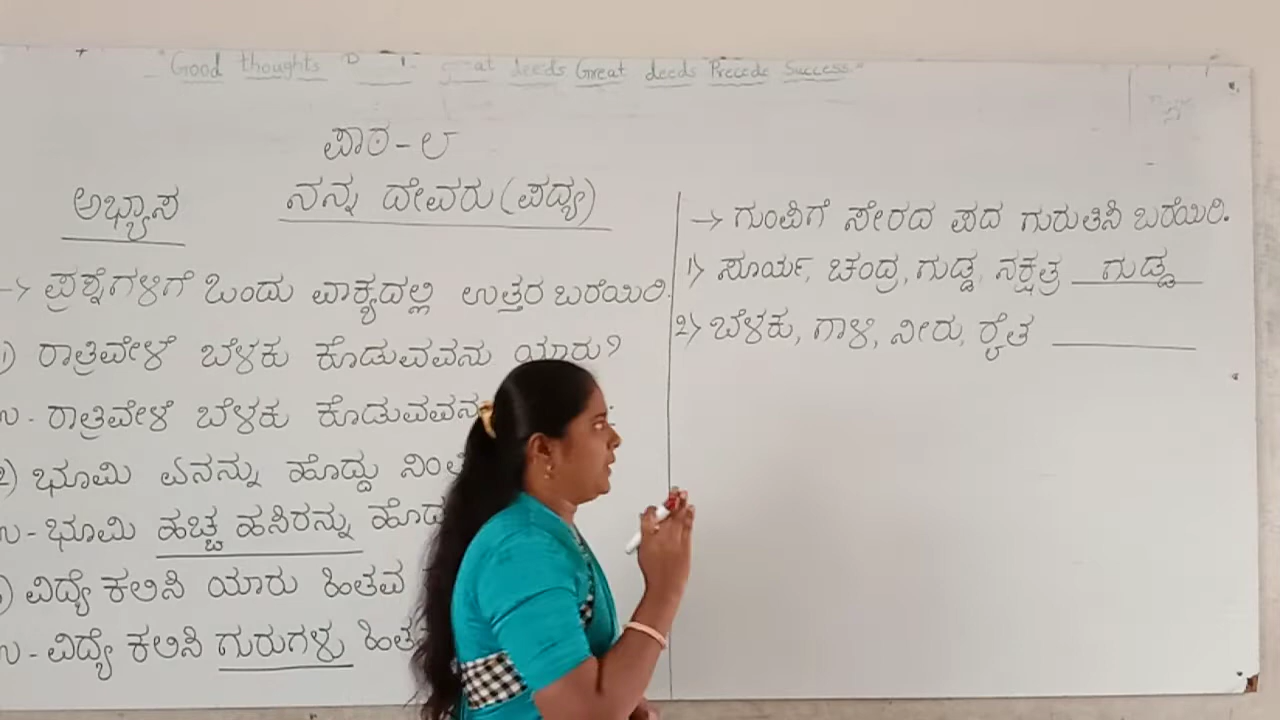 "Good thoughts great deeds Great deeds Precede Success."
ಪಾಠ-೮
ಅಭ್ಯಾಸ ನನ್ನ ದೇವರು (ಪದ್ಯ)
-> ಪ್ರಶ್ನೆಗಳಿಗೆ ಒಂದು ವಾಕ್ಯದಲ್ಲಿ ಉತ್ತರ ಬರೆಯಿರಿ.
೧) ರಾತ್ರಿವೇಳೆ ಬೆಳಕು ಕೊಡುವವನು ಯಾರು?
ಉ- ರಾತ್ರಿವೇಳೆ ಬೆಳಕು ಕೊಡುವವನ
೨) ಭೂಮಿ ಏನನ್ನು ಹೊದ್ದು
ಉ- ಭೂಮಿ ಹಚ್ಚ ಹಸಿರನ್ನು ಹೊದ
) ವಿದ್ಯೆ ಕಲಿಸಿ ಯಾರು ಹಿತವ
ಉ- ವಿದ್ಯೆ ಕಲಿಸಿ ಗುರುಗಳು ಹಿತ
-> ಗುಂಪಿಗೆ ಸೇರದ ಪದ ಗುರುತಿಸಿ ಬರೆಯಿರಿ.
೧) ಸೂರ್ಯ, ಚಂದ್ರ, ಗುಡ್ಡ, ನಕ್ಷತ್ರ ಗುಡ್ಡ
೨) ಬೆಳಕು, ಗಾಳಿ, ನೀರು, ರೈತ